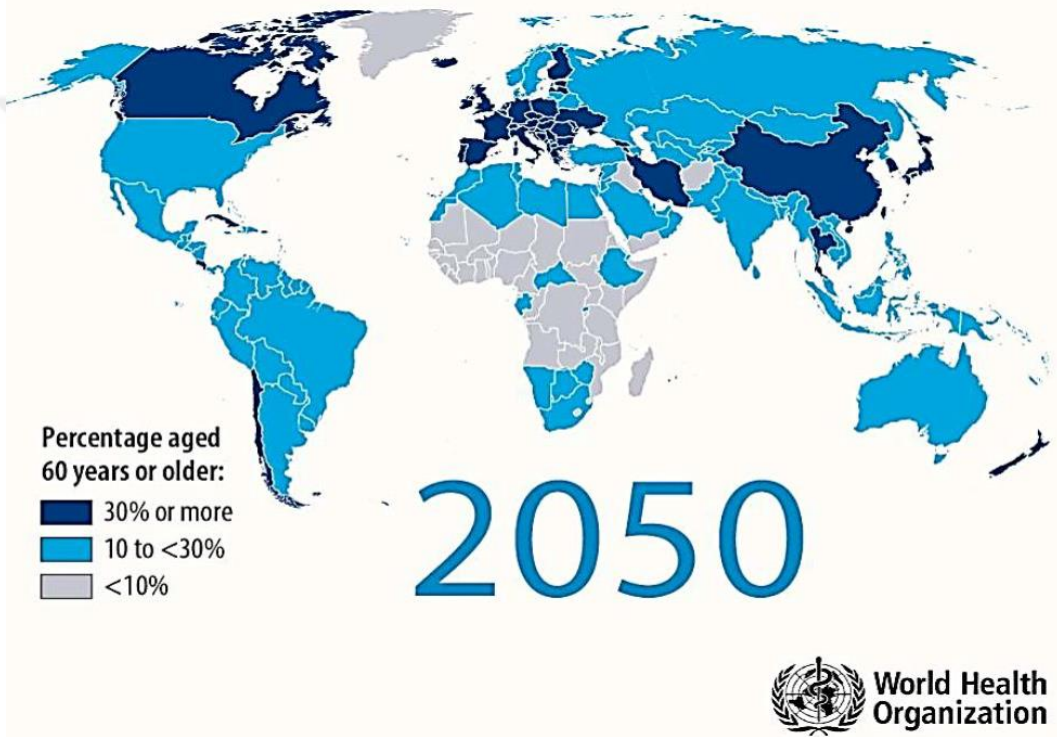 Percentage aged
60 years or older:
30% or more
10 to <30%
<10%
2050
World Health
Organization